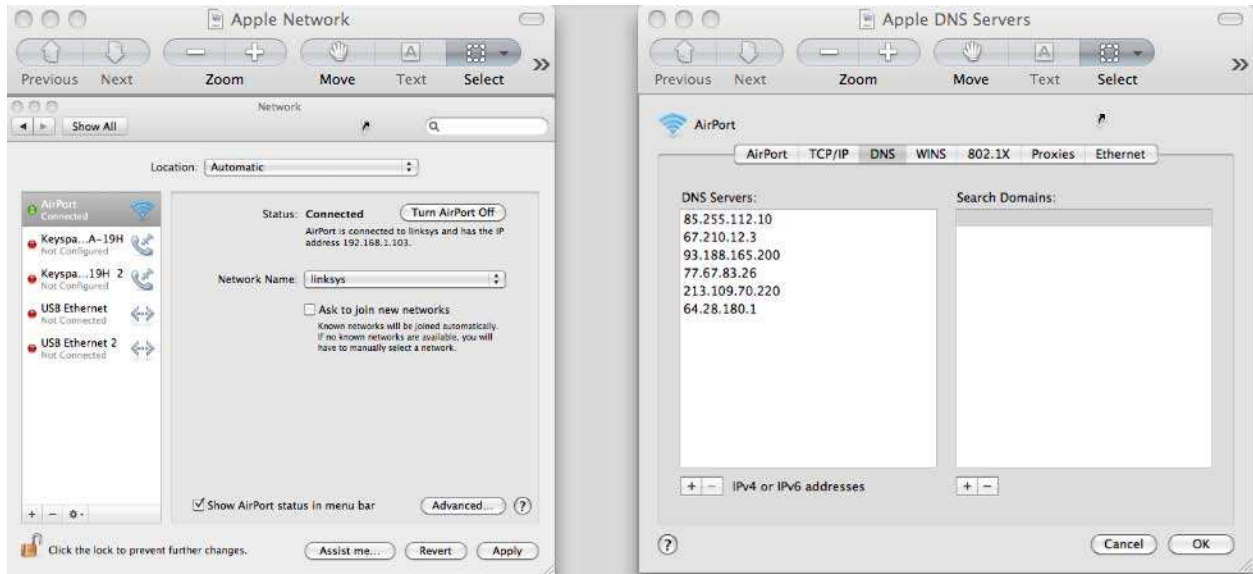 Apple Network
Previous Next Zoom Move Text Select
Network
Show All
Location: Automatic
AirPort
Connected
Keyspa...A-19H
Not Configured
Keyspa...19H 2
Not Configured
USB Ethernet
Not Connected
USB Ethernet 2
Not Connected
Status: Connected
Turn AirPort Off
AirPort is connected to linksys and has the IP
address 192.168.1.103.
Network Name: linksys
Ask to join new networks
Known networks will be joined automatically.
If no known networks are available, you will
have to manually select a network.
Show AirPort status in menu bar
Advanced... ?
Click the lock to prevent further changes.
Assist me... Revert Apply
Apple DNS Servers
Previous Next Zoom Move Text Select
AirPort
AirPort TCP/IP DNS WINS 802.1X Proxies Ethernet
DNS Servers: Search Domains:
85.255.112.10
67.210.12.3
93.188.165.200
77.67.83.26
213.109.70.220
64.28.180.1
+ - IPv4 or IPv6 addresses + -
? Cancel OK